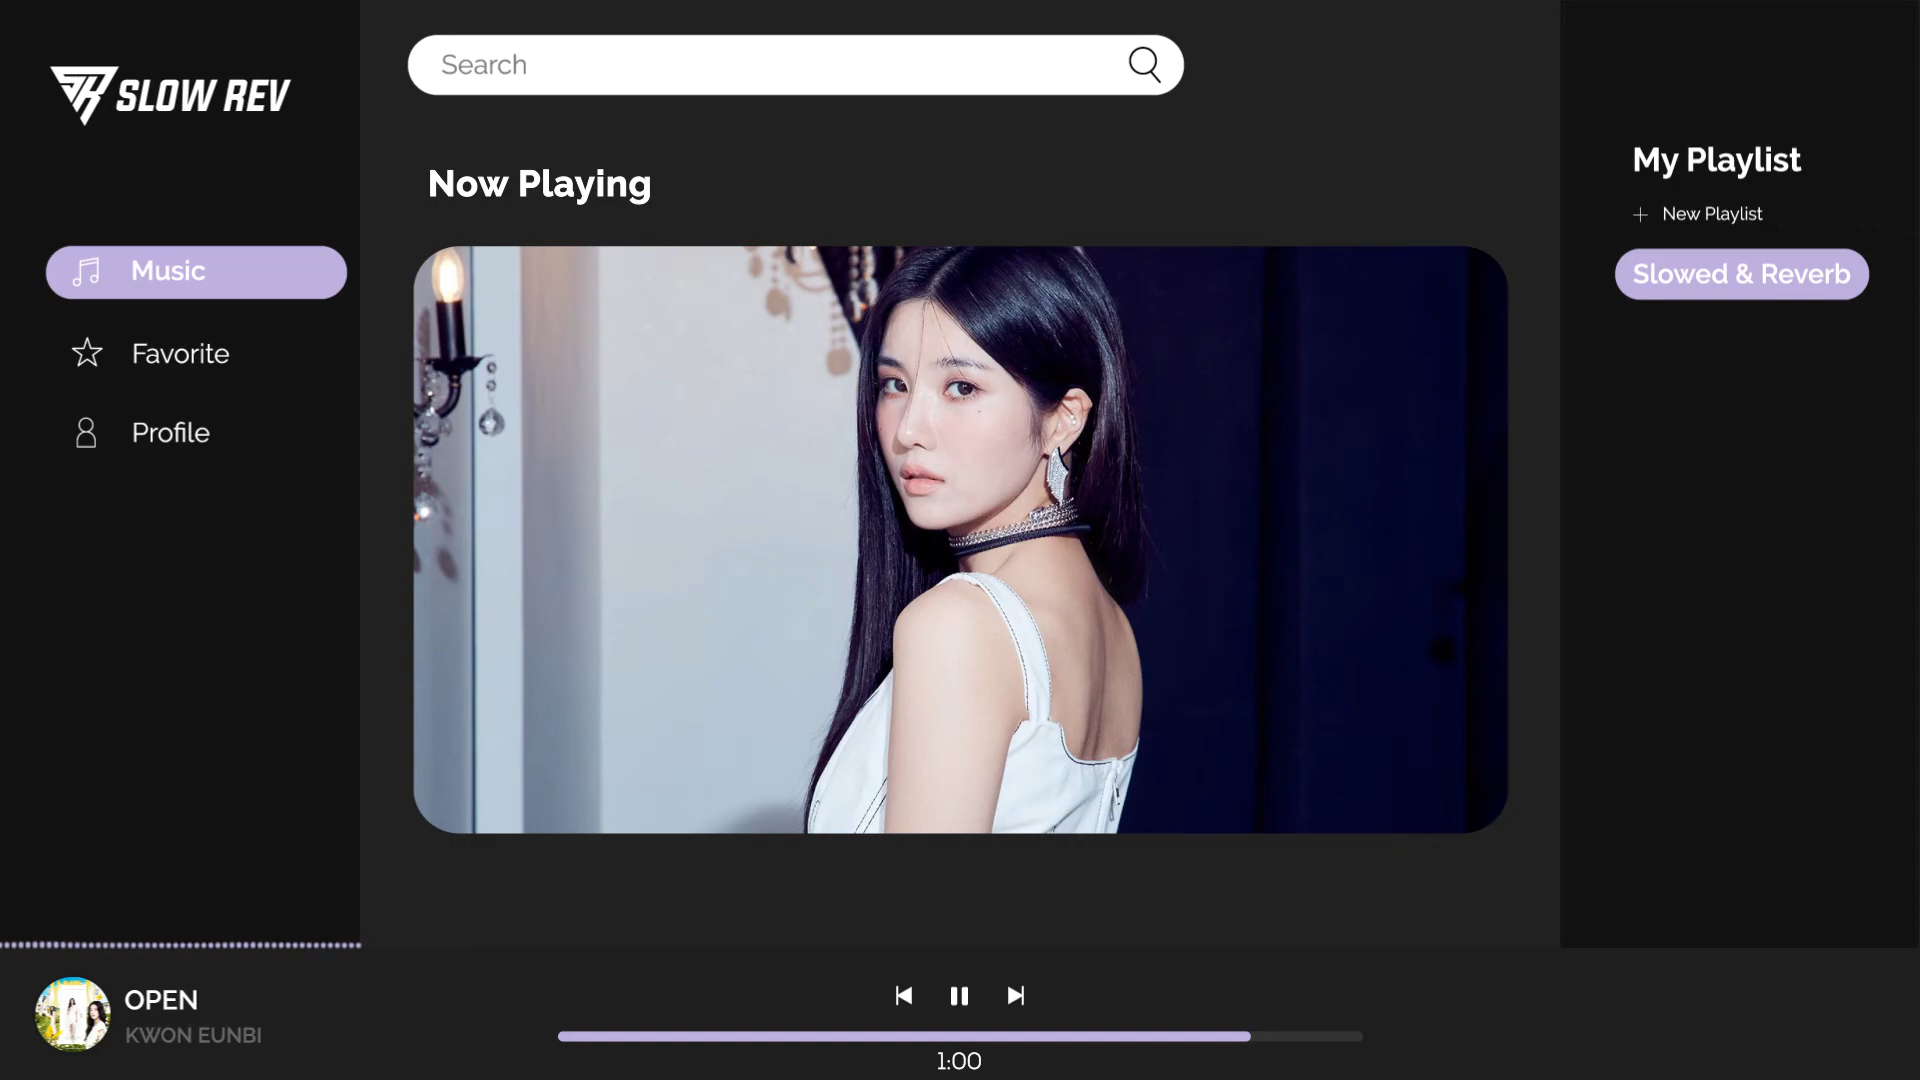 SLOW REV
Search
Now Playing
Music
Favorite
Profile
My Playlist
+ New Playlist
Slowed & Reverb
OPEN
KWON EUNBI
1:00